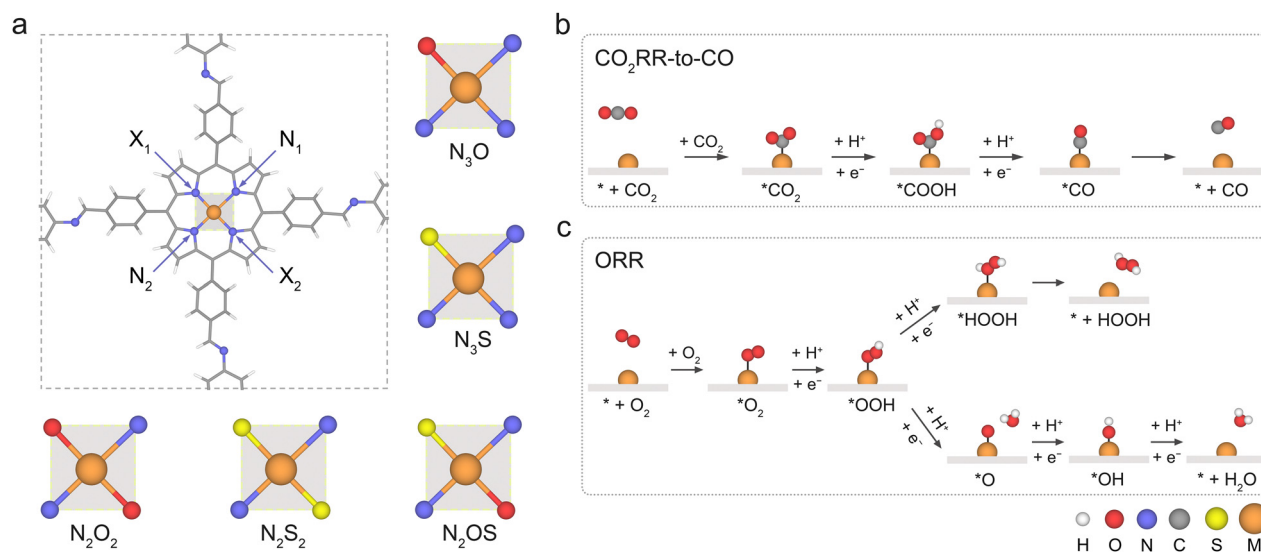 a
X₁
N₁
N₂
X₂
N₃O
N₃S
N₂O₂
N₂S₂
N₂OS
b
CO₂RR-to-CO
+ CO₂
+ H⁺
+ e⁻
+ H⁺
+ e⁻
* + CO₂
*CO₂
*COOH
*CO
* + CO
c
ORR
+ H⁺
+ e⁻
*HOOH
* + HOOH
+ O₂
+ H⁺
+ e⁻
* + O₂
*O₂
*OOH
+ H⁺
+ e⁻
+ H⁺
+ e⁻
+ H⁺
+ e⁻
*O
*OH
* + H₂O
H O N C S M